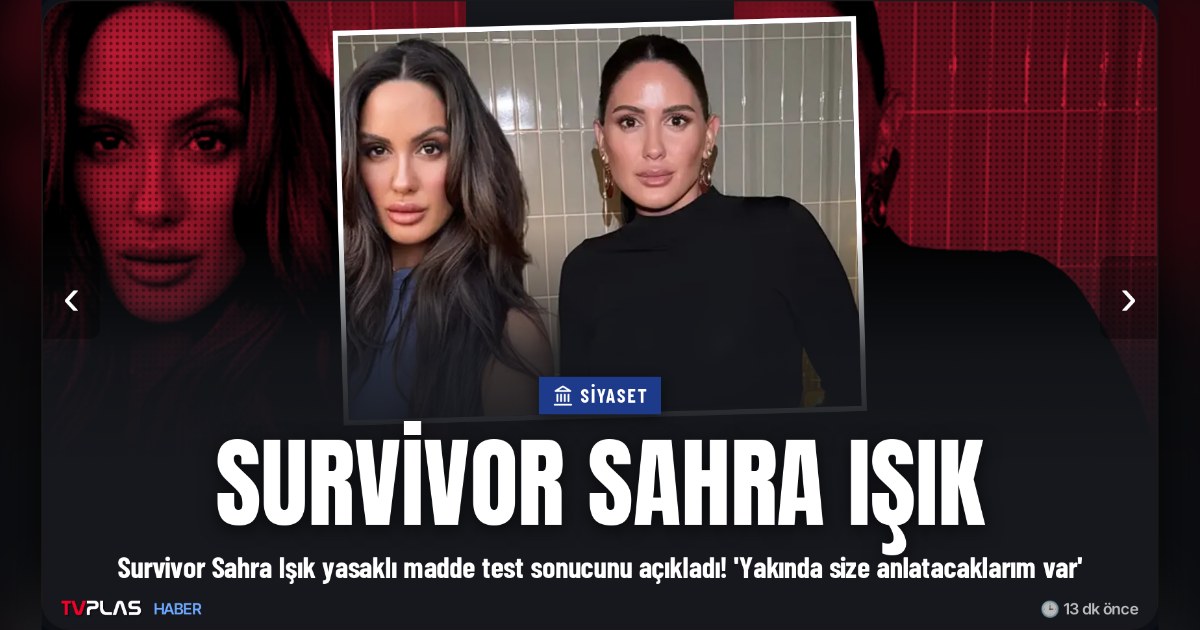 SİYASET
SURVİVOR SAHRA IŞIK
Survivor Sahra Işık yasaklı madde test sonucunu açıkladı! 'Yakında size anlatacaklarım var'
TVPLAS HABER
13 dk önce